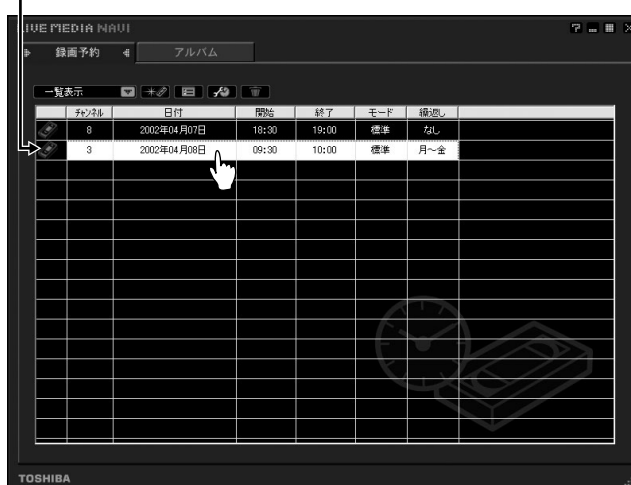 LIVE MEDIA NAVI
録画予約 アルバム
一覧表示
ﾁｬﾝﾈﾙ 日付 開始 終了 モード 繰返し
8 2002年04月07日 18:30 19:00 標準 なし
3 2002年04月08日 09:30 10:00 標準 月～金
TOSHIBA